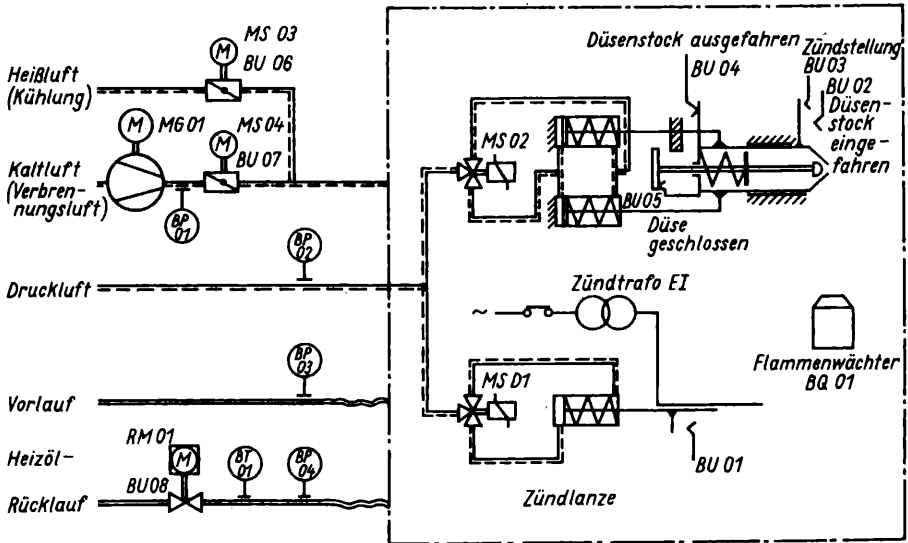 MS 03
BU 06
M
Heißluft
(Kühlung)
M
MG 01
MS 04
M
BU 07
Kaltluft
(Verbren-
nungsluft)
BP
01
BP
02
Druckluft
BP
03
Vorlauf
RM 01
M
Heizöl-
BU 08
BT
01
BP
04
Rücklauf
Düsenstock ausgefahren
BU 04
Zündstellung
BU 03
BU 02
Düsen-
stock
einge-
fahren
MS 02
BU 05
Düse
geschlossen
Zündtrafo EI
~
Flammenwächter
BQ 01
MS D1
BU 01
Zündlanze